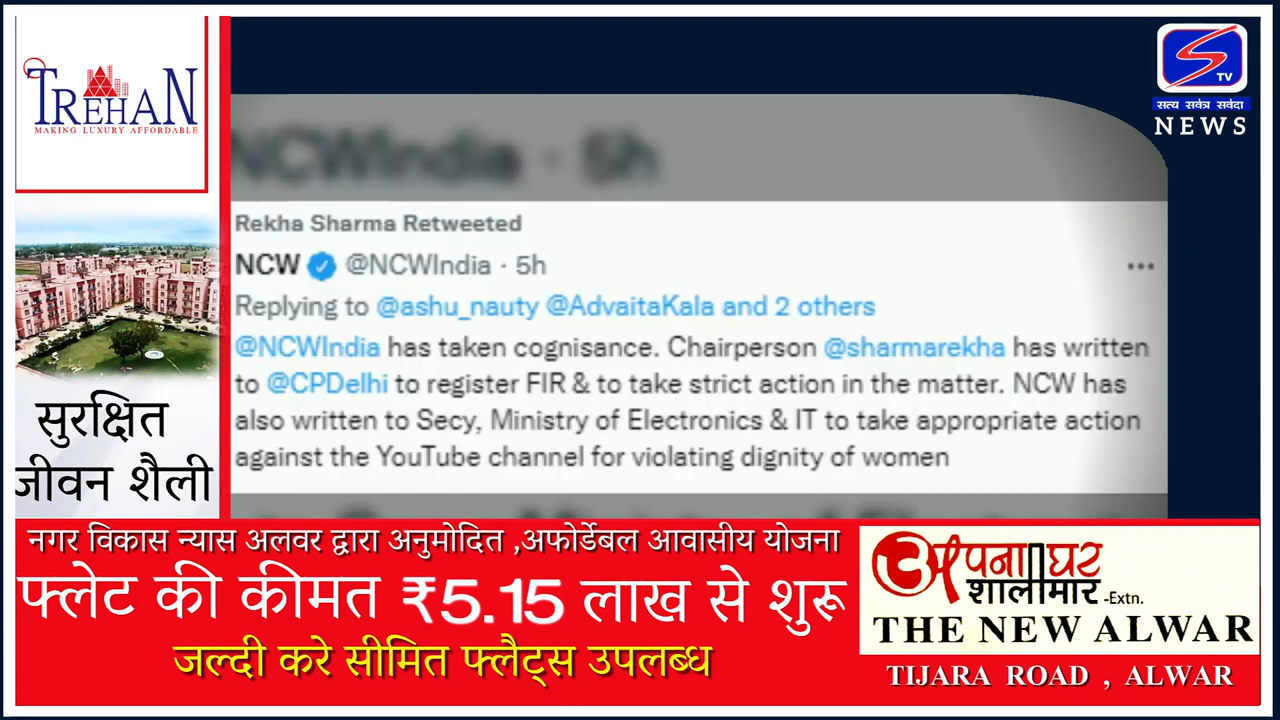 TREHAN
MAKING LUXURY AFFORDABLE
सुरक्षित
जीवन शैली
S TV
सत्य सर्वत्र सर्वदा
NEWS
NCWIndia · 5h
Rekha Sharma Retweeted
NCW @NCWIndia · 5h
Replying to @ashu_nauty @AdvaitaKala and 2 others
@NCWIndia has taken cognisance. Chairperson @sharmarekha has written
to @CPDelhi to register FIR & to take strict action in the matter. NCW has
also written to Secy, Ministry of Electronics & IT to take appropriate action
against the YouTube channel for violating dignity of women
नगर विकास न्यास अलवर द्वारा अनुमोदित ,अफोर्डेबल आवासीय योजना
फ्लेट की कीमत ₹5.15 लाख से शुरू
जल्दी करे सीमित फ्लैट्स उपलब्ध
अपना घर
शालीमार -Extn.
THE NEW ALWAR
TIJARA ROAD , ALWAR